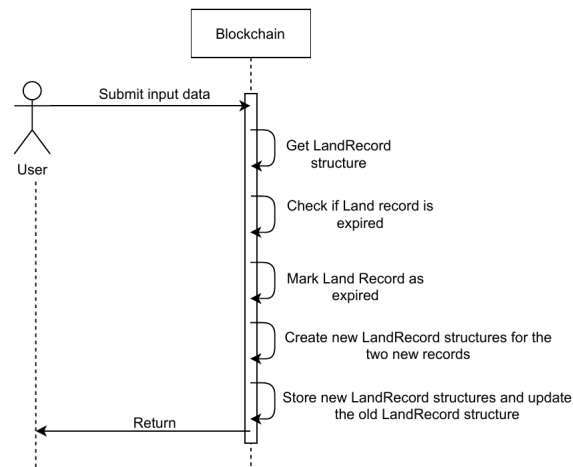 Blockchain
Submit input data
User
Get LandRecord
structure
Check if Land record is
expired
Mark Land Record as
expired
Create new LandRecord structures for the
two new records
Store new LandRecord structures and update
the old LandRecord structure
Return